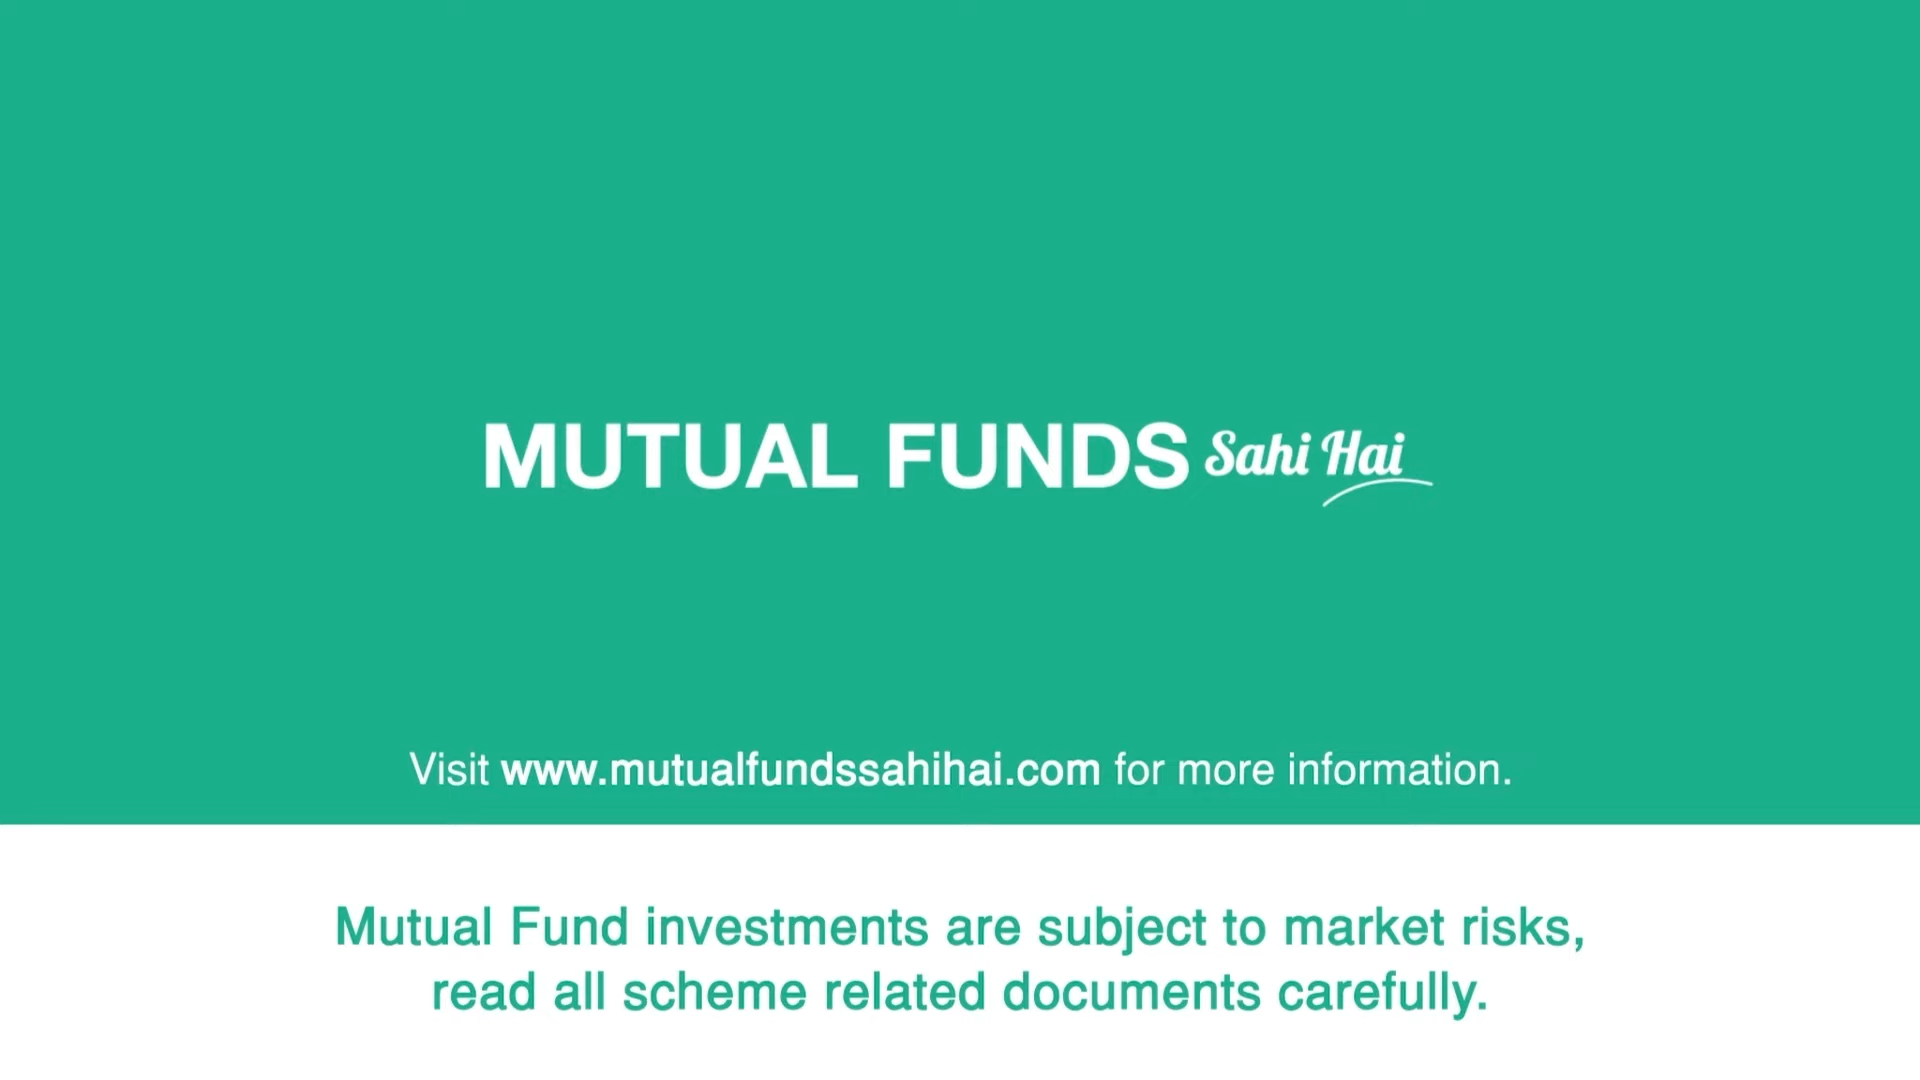 MUTUAL FUNDS Sahi Hai
Visit www.mutualfundssahihai.com for more information.
Mutual Fund investments are subject to market risks,
read all scheme related documents carefully.